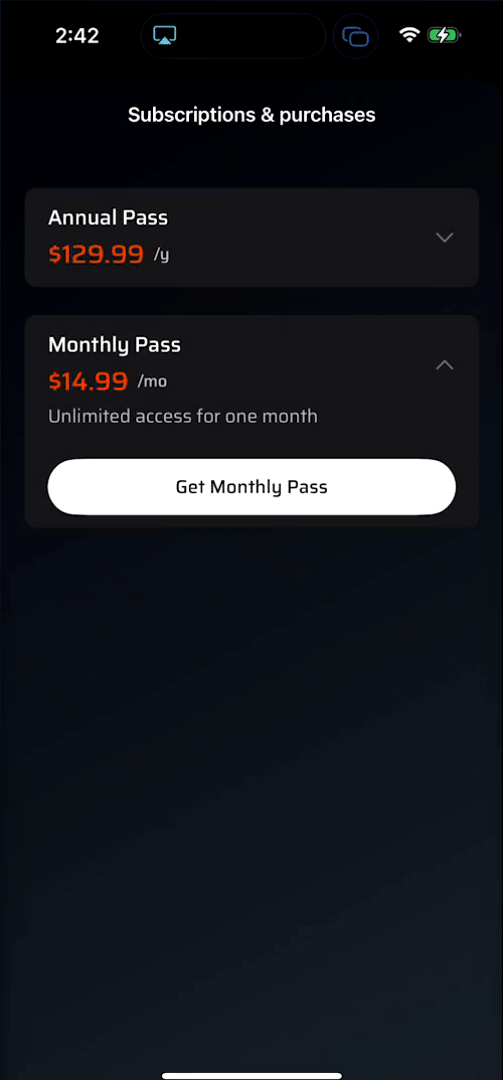 2:42
Subscriptions & purchases
Annual Pass
$129.99 /y
Monthly Pass
$14.99 /mo
Unlimited access for one month
Get Monthly Pass